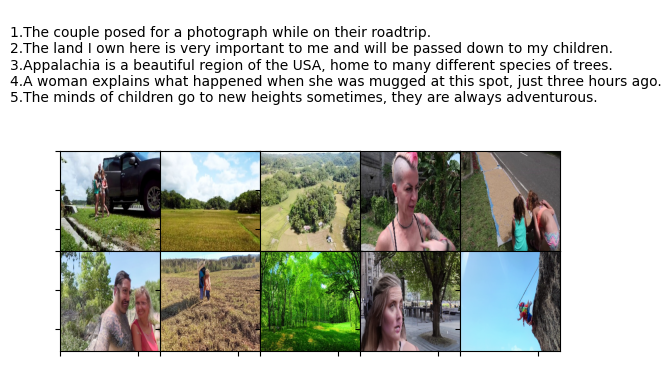 1.The couple posed for a photograph while on their roadtrip.
2.The land I own here is very important to me and will be passed down to my children.
3.Appalachia is a beautiful region of the USA, home to many different species of trees.
4.A woman explains what happened when she was mugged at this spot, just three hours ago.
5.The minds of children go to new heights sometimes, they are always adventurous.